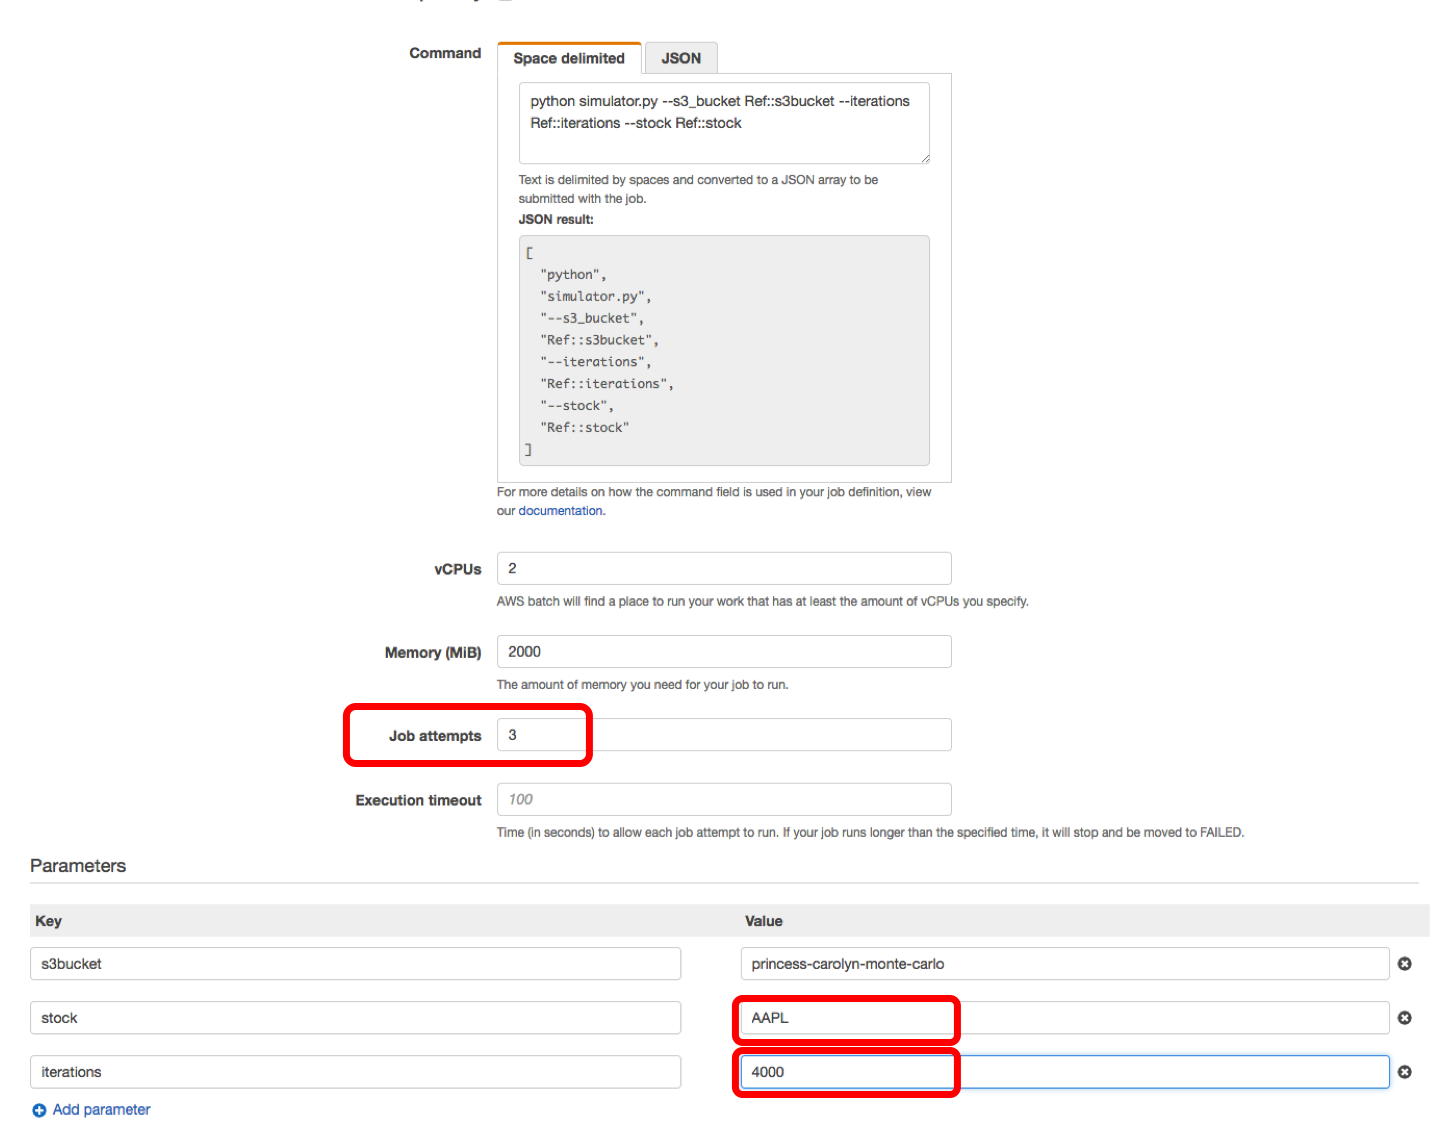 Command
Space delimited
JSON
python simulator.py --s3_bucket Ref::s3bucket --iterations
Ref::iterations --stock Ref::stock
Text is delimited by spaces and converted to a JSON array to be
submitted with the job.
JSON result:
[
"python",
"simulator.py",
"--s3_bucket",
"Ref::s3bucket",
"--iterations",
"Ref::iterations",
"--stock",
"Ref::stock"
]
For more details on how the command field is used in your job definition, view
our documentation.
vCPUs
2
AWS batch will find a place to run your work that has at least the amount of vCPUs you specify.
Memory (MiB)
2000
The amount of memory you need for your job to run.
Job attempts
3
Execution timeout
100
Time (in seconds) to allow each job attempt to run. If your job runs longer than the specified time, it will stop and be moved to FAILED.
Parameters
Key
Value
s3bucket
princess-carolyn-monte-carlo
stock
AAPL
iterations
4000
Add parameter